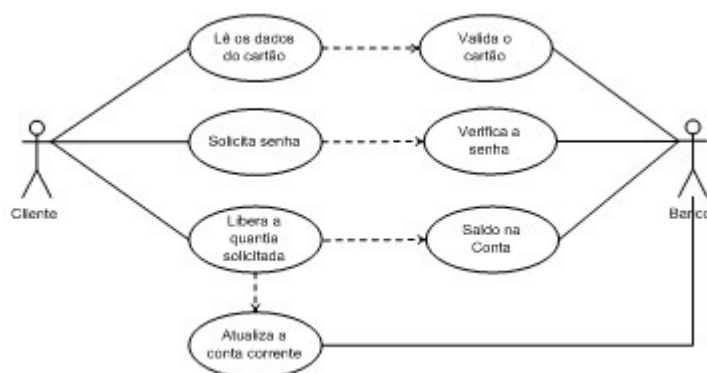 Lê os dados
do cartão
Valida o
cartão
Solicita senha
Verifica a
senha
Cliente
Banco
Libera a
quantia
solicitada
Saldo na
Conta
Atualiza a
conta corrente